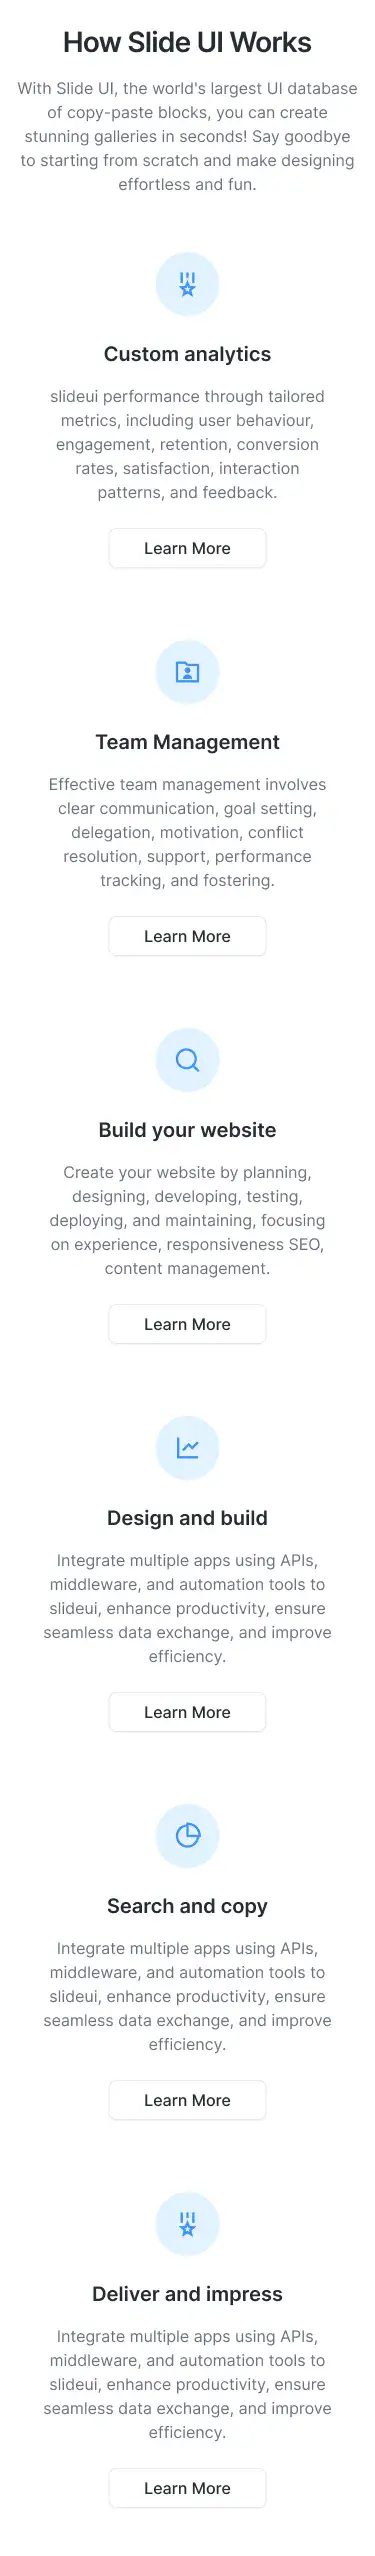 How Slide UI Works
With Slide UI, the world's largest UI database
of copy-paste blocks, you can create
stunning galleries in seconds! Say goodbye
to starting from scratch and make designing
effortless and fun.
Custom analytics
slideui performance through tailored
metrics, including user behaviour,
engagement, retention, conversion
rates, satisfaction, interaction
patterns, and feedback.
Learn More
Team Management
Effective team management involves
clear communication, goal setting,
delegation, motivation, conflict
resolution, support, performance
tracking, and fostering.
Learn More
Build your website
Create your website by planning,
designing, developing, testing,
deploying, and maintaining, focusing
on experience, responsiveness SEO,
content management.
Learn More
Design and build
Integrate multiple apps using APIs,
middleware, and automation tools to
slideui, enhance productivity, ensure
seamless data exchange, and improve
efficiency.
Learn More
Search and copy
Integrate multiple apps using APIs,
middleware, and automation tools to
slideui, enhance productivity, ensure
seamless data exchange, and improve
efficiency.
Learn More
Deliver and impress
Integrate multiple apps using APIs,
middleware, and automation tools to
slideui, enhance productivity, ensure
seamless data exchange, and improve
efficiency.
Learn More